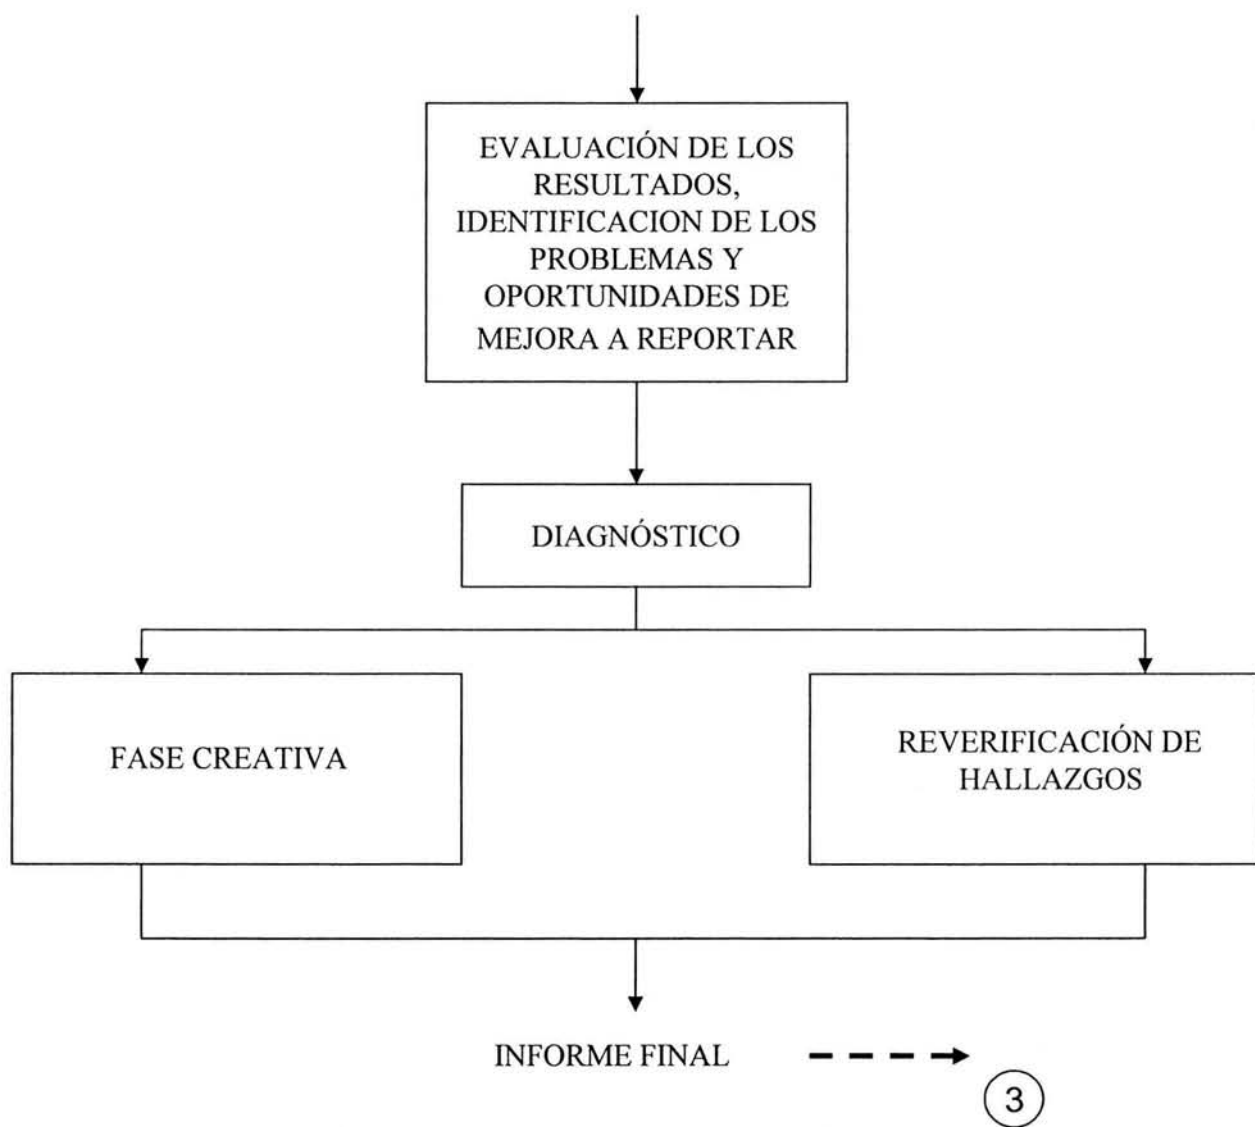 EVALUACIÓN DE LOS
RESULTADOS,
IDENTIFICACION DE LOS
PROBLEMAS Y
OPORTUNIDADES DE
MEJORA A REPORTAR
DIAGNÓSTICO
FASE CREATIVA
REVERIFICACIÓN DE
HALLAZGOS
INFORME FINAL
3